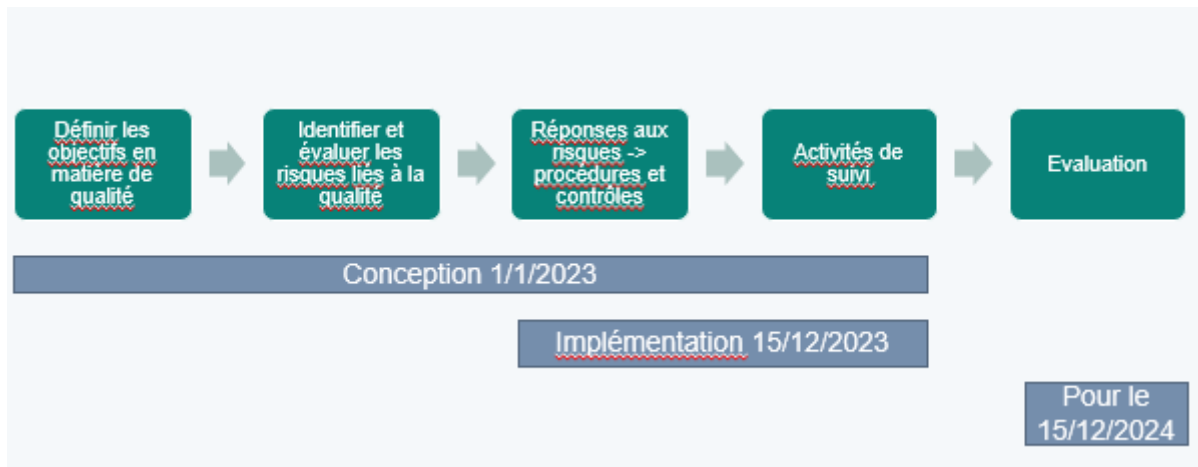 Définir les
objectifs en
matière de
qualité
Identifier et
évaluer les
risques liés à la
qualité
Réponses aux
risques ->
procédures et
contrôles
Activités de
suivi
Evaluation
Conception 1/1/2023
Implémentation 15/12/2023
Pour le
15/12/2024